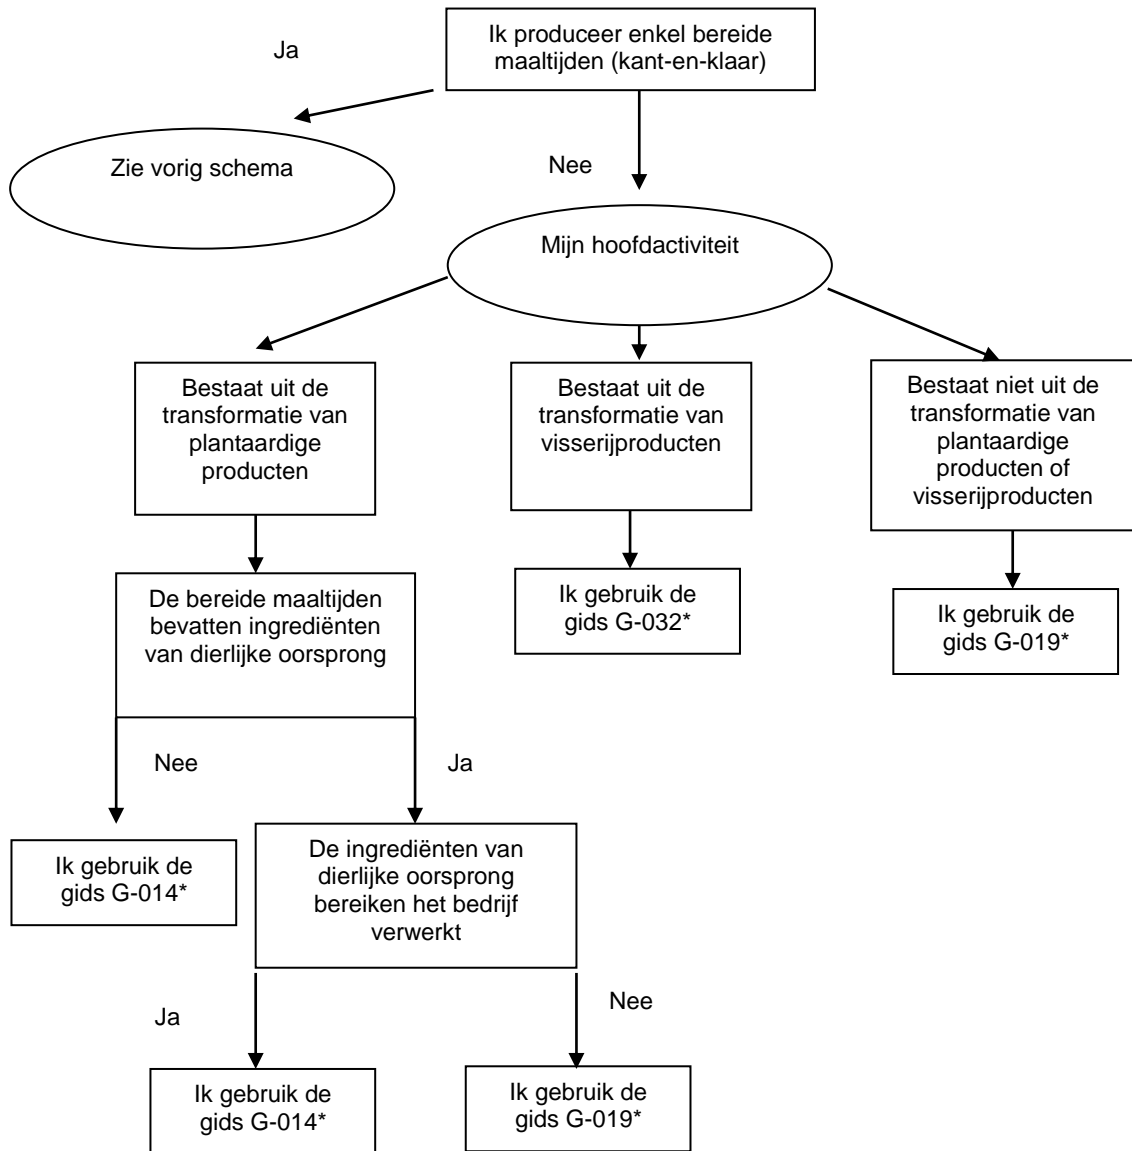 Ik produceer enkel bereide
maaltijden (kant-en-klaar)
Ja
Zie vorig schema
Nee
Mijn hoofdactiviteit
Bestaat uit de
transformatie van
plantaardige
producten
Bestaat uit de
transformatie van
visserijproducten
Bestaat niet uit de
transformatie van
plantaardige
producten of
visserijproducten
De bereide maaltijden
bevatten ingrediënten
van dierlijke oorsprong
Ik gebruik de
gids G-032*
Ik gebruik de
gids G-019*
Nee
Ja
Ik gebruik de
gids G-014*
De ingrediënten van
dierlijke oorsprong
bereiken het bedrijf
verwerkt
Ja
Nee
Ik gebruik de
gids G-014*
Ik gebruik de
gids G-019*